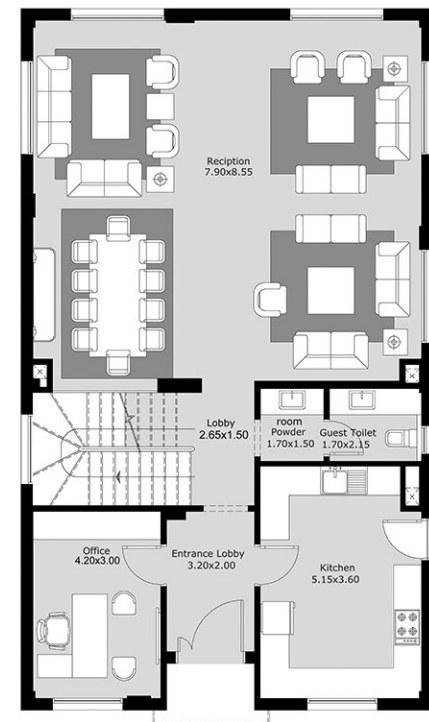 Reciption
7.90x8.55
Lobby
2.65x1.50
room
Powder
1.70x1.50
Guest Toilet
1.70x2.15
Office
4.20x3.00
Entrance Lobby
3.20x2.00
Kitchen
5.15x3.60